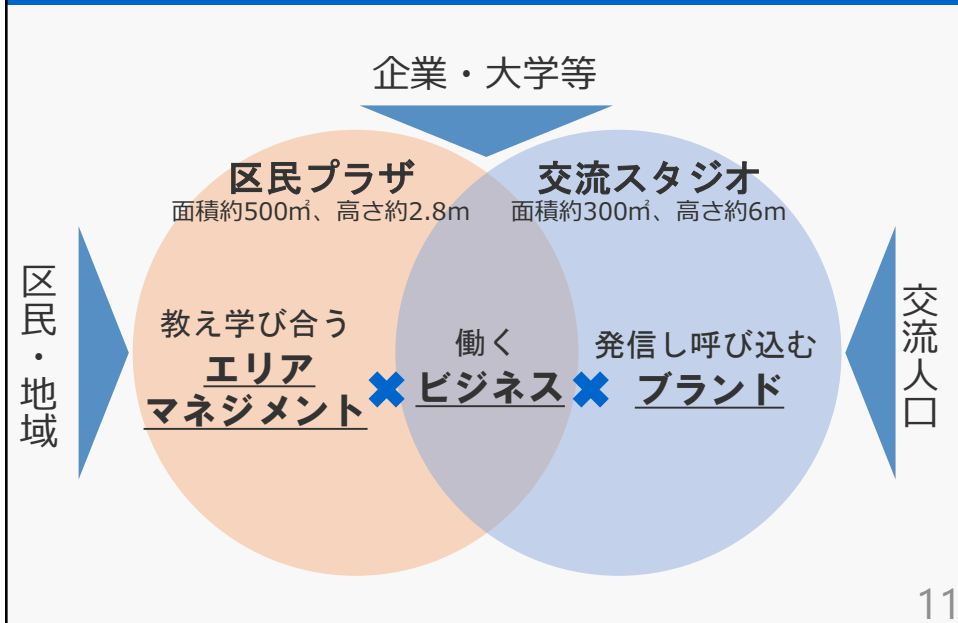 企業・大学等
区民プラザ
面積約500㎡、高さ約2.8m
交流スタジオ
面積約300㎡、高さ約6m
区民・地域
教え学び合う
エリア
マネジメント
働く
ビジネス
発信し呼び込む
ブランド
交流人口
11